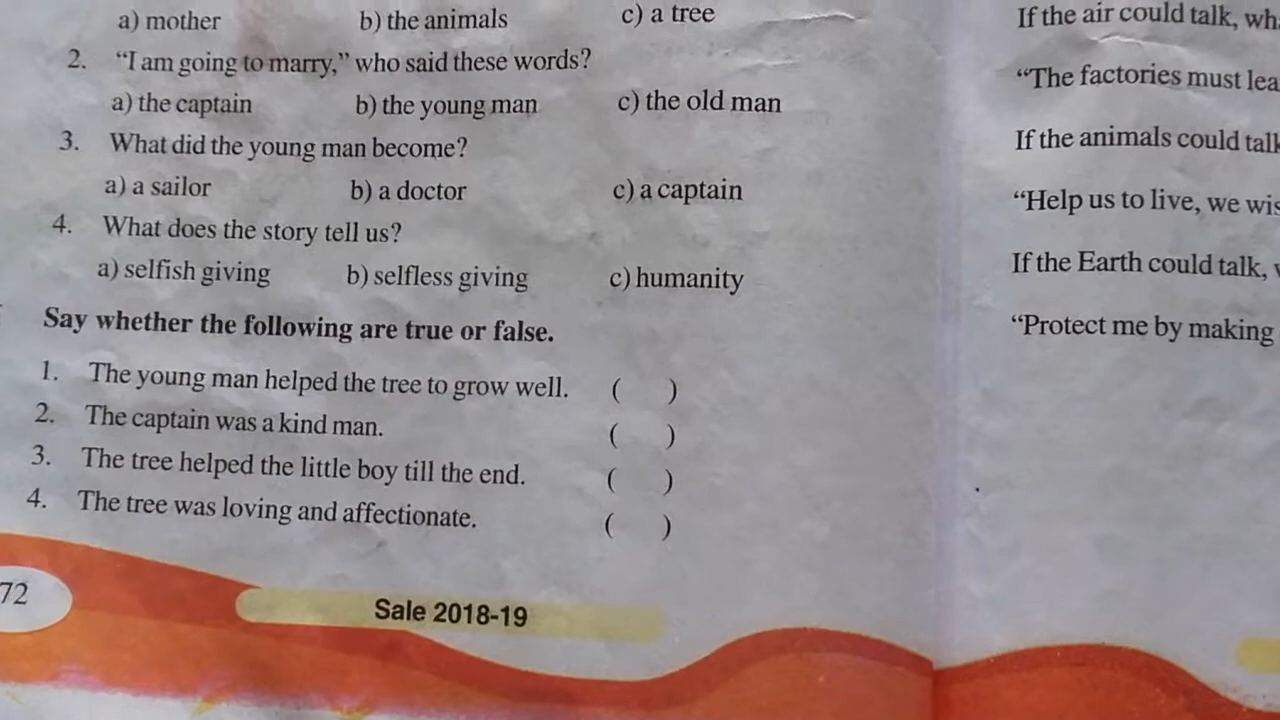 a) mother b) the animals c) a tree
2. “I am going to marry,” who said these words?
a) the captain b) the young man c) the old man
3. What did the young man become?
a) a sailor b) a doctor c) a captain
4. What does the story tell us?
a) selfish giving b) selfless giving c) humanity
Say whether the following are true or false.
1. The young man helped the tree to grow well. ( )
2. The captain was a kind man. ( )
3. The tree helped the little boy till the end. ( )
4. The tree was loving and affectionate. ( )
72
Sale 2018-19
If the air could talk,
“The factories must
If the animals could
“Help us to live, we
If the Earth could talk,
“Protect me by making